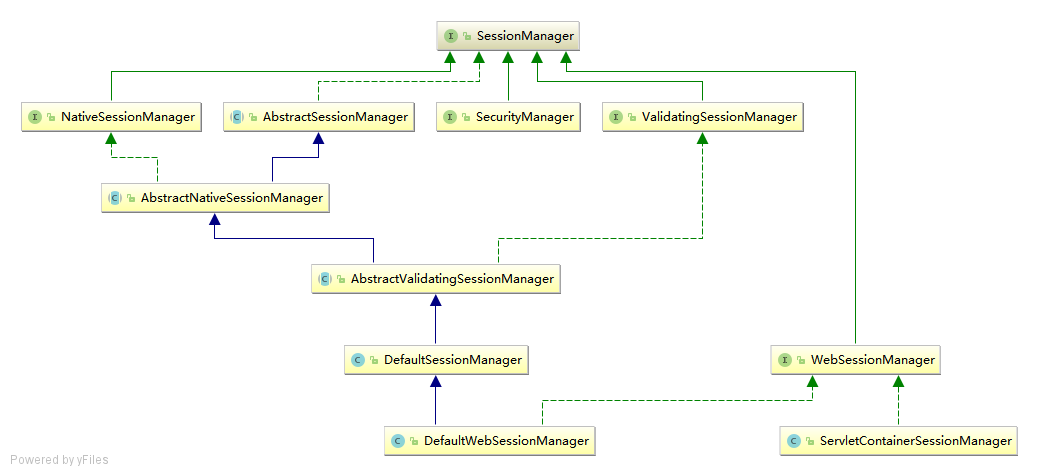 SessionManager
NativeSessionManager
AbstractSessionManager
SecurityManager
ValidatingSessionManager
AbstractNativeSessionManager
AbstractValidatingSessionManager
DefaultSessionManager
WebSessionManager
DefaultWebSessionManager
ServletContainerSessionManager
Powered by yFiles